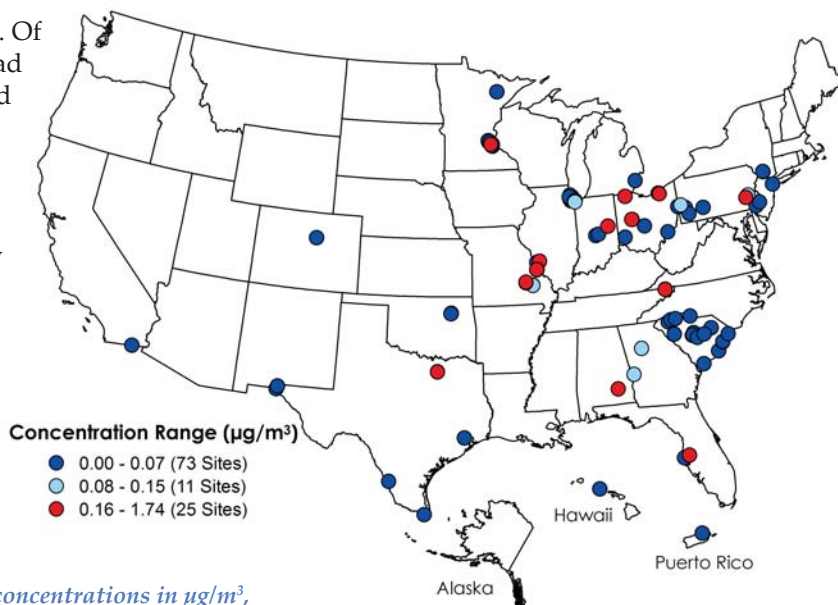 . Of
ad
d
y
Concentration Range (µg/m³)
0.00 - 0.07 (73 Sites)
0.08 - 0.15 (11 Sites)
0.16 - 1.74 (25 Sites)
Hawaii
Puerto Rico
Alaska
concentrations in µg/m³,